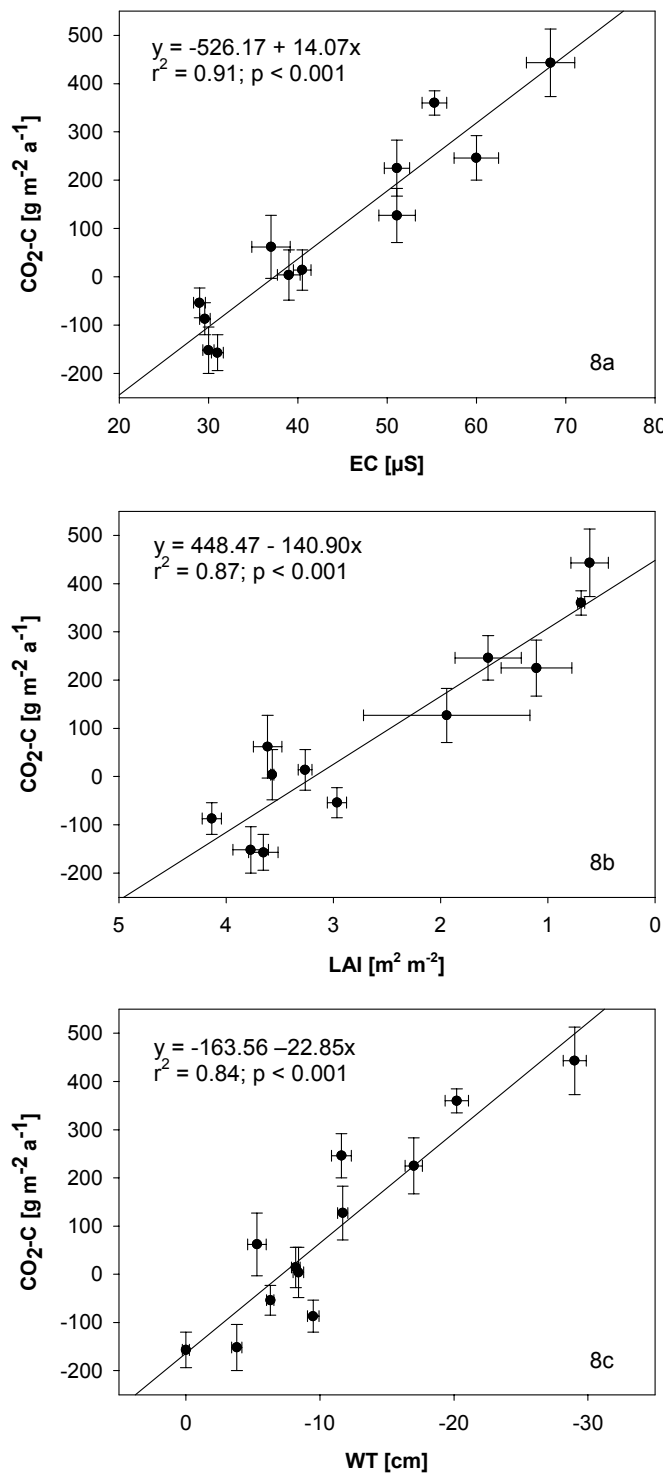 y = -526.17 + 14.07x
r² = 0.91; p < 0.001
CO₂-C [g m⁻² a⁻¹]
500
400
300
200
100
0
-100
-200
8a
20 30 40 50 60 70 80
EC [µS]
y = 448.47 - 140.90x
r² = 0.87; p < 0.001
CO₂-C [g m⁻² a⁻¹]
500
400
300
200
100
0
-100
-200
8b
5 4 3 2 1 0
LAI [m² m⁻²]
y = -163.56 –22.85x
r² = 0.84; p < 0.001
CO₂-C [g m⁻² a⁻¹]
500
400
300
200
100
0
-100
-200
8c
0 -10 -20 -30
WT [cm]